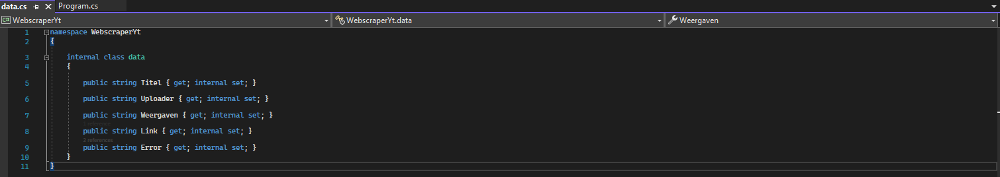 data.cs Program.cs
WebscraperYt WebscraperYt.data Weergaven
1 namespace WebscraperYt
2 {
3 internal class data
4 {
5 public string Titel { get; internal set; }
6 public string Uploader { get; internal set; }
7 public string Weergaven { get; internal set; }
8 public string Link { get; internal set; }
2 references
9 public string Error { get; internal set; }
10 }
11 }